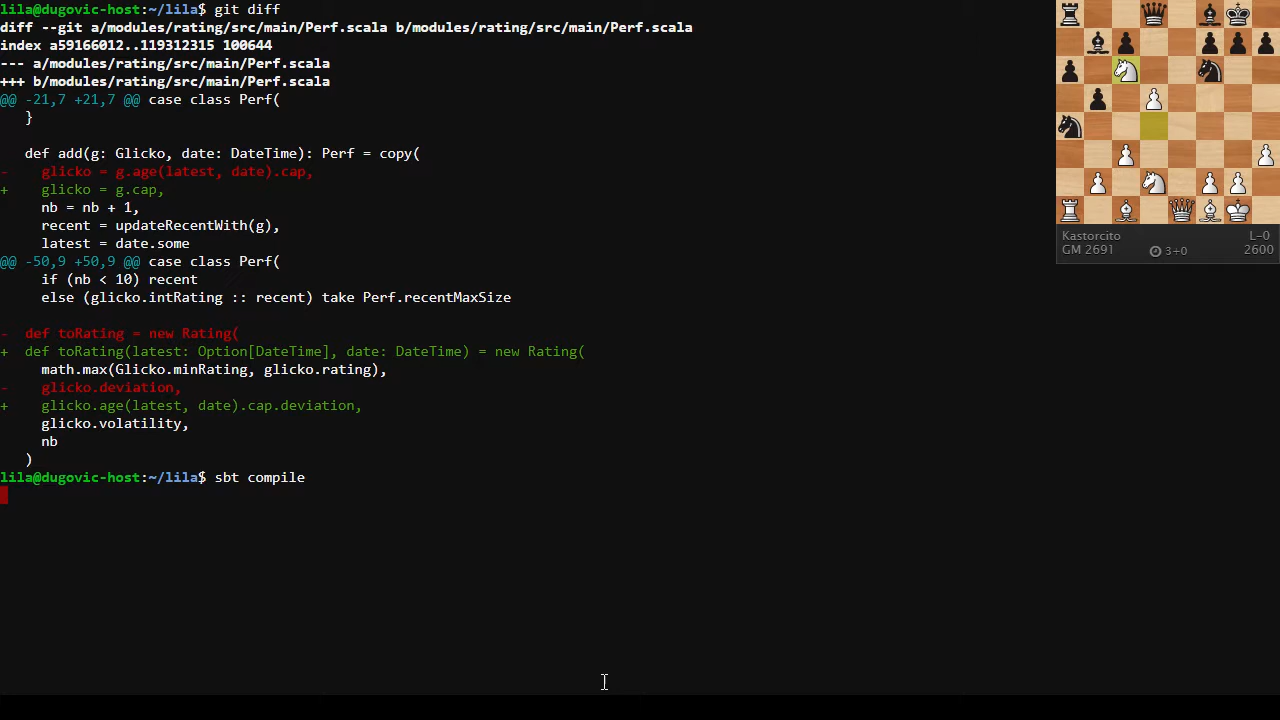 lila@dugovic-host:~/lila$ git diff
diff --git a/modules/rating/src/main/Perf.scala b/modules/rating/src/main/Perf.scala
index a59166012..119312315 100644
--- a/modules/rating/src/main/Perf.scala
+++ b/modules/rating/src/main/Perf.scala
@@ -21,7 +21,7 @@ case class Perf(
   }

   def add(g: Glicko, date: DateTime): Perf = copy(
-    glicko = g.age(latest, date).cap,
+    glicko = g.cap,
     nb = nb + 1,
     recent = updateRecentWith(g),
     latest = date.some
@@ -50,9 +50,9 @@ case class Perf(
     if (nb < 10) recent
     else (glicko.intRating :: recent) take Perf.recentMaxSize

-  def toRating = new Rating(
+  def toRating(latest: Option[DateTime], date: DateTime) = new Rating(
     math.max(Glicko.minRating, glicko.rating),
-    glicko.deviation,
+    glicko.age(latest, date).cap.deviation,
     glicko.volatility,
     nb
   )
lila@dugovic-host:~/lila$ sbt compile
Kastorcito L-0
GM 2691 3+0 2600